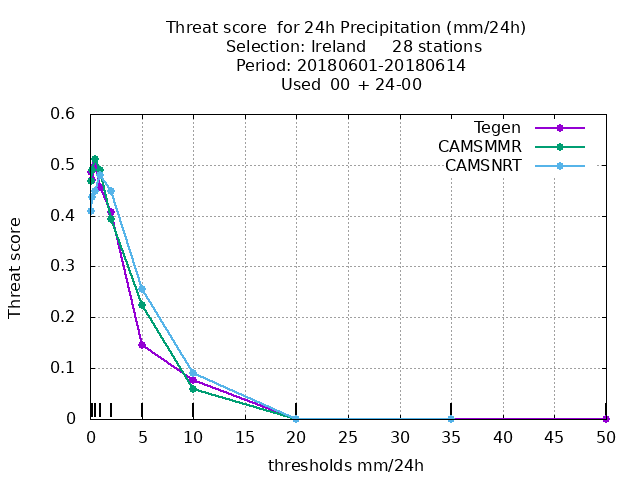 Threat score  for 24h Precipitation (mm/24h)
Selection: Ireland     28 stations
Period: 20180601-20180614
Used  00 + 24-00
Tegen
CAMSMMR
CAMSNRT
Threat score
0.6
0.5
0.4
0.3
0.2
0.1
0
0 5 10 15 20 25 30 35 40 45 50
thresholds mm/24h